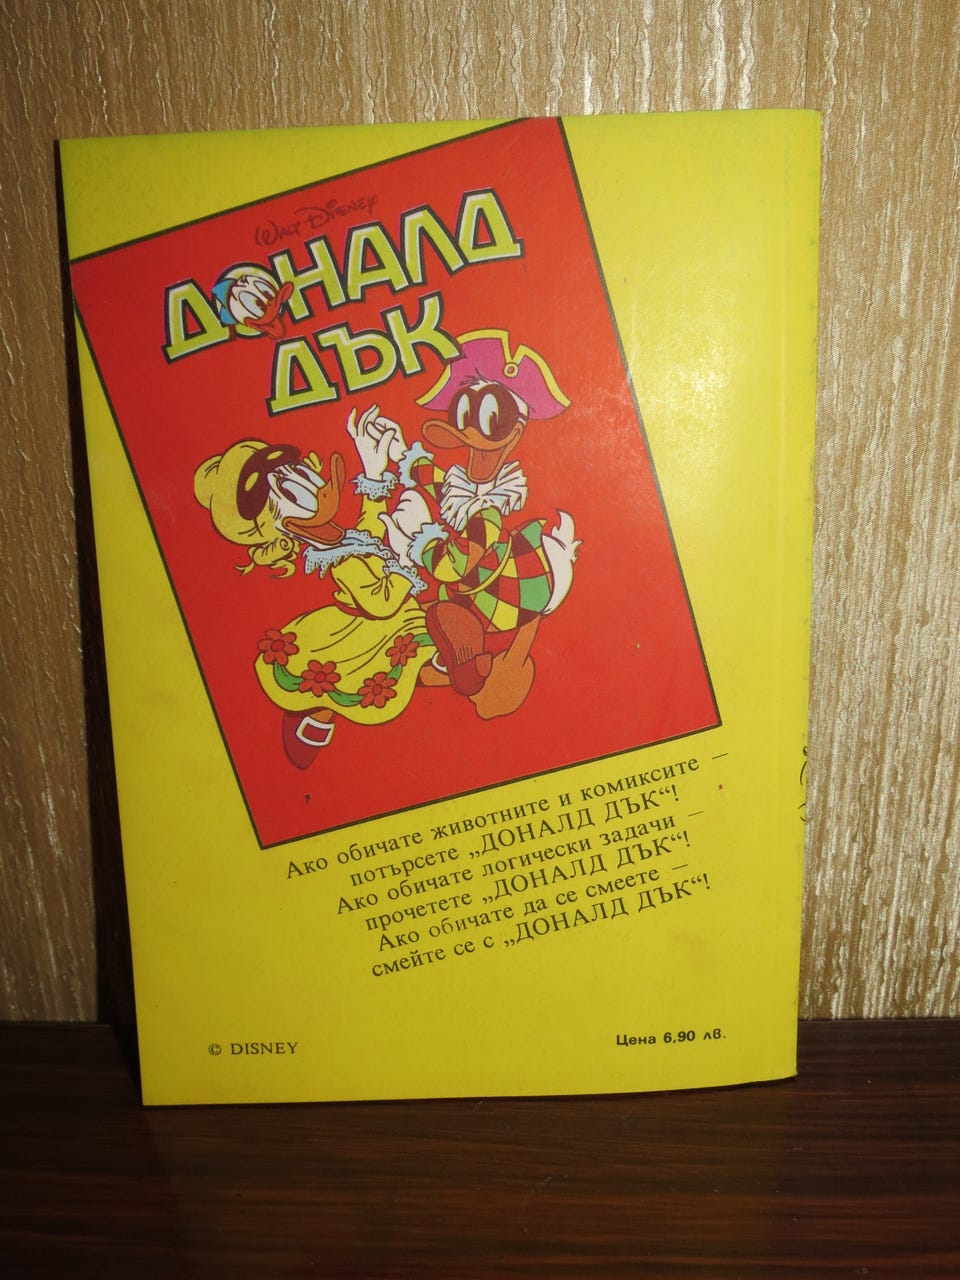 WALT DISNEY
ДОНАЛД
ДЪК
Ако обичате животните и комиксите –
потърсете „ДОНАЛД ДЪК“!
Ако обичате логически задачи –
прочетете „ДОНАЛД ДЪК“!
Ако обичате да се смеете –
смейте се с „ДОНАЛД ДЪК“!
© DISNEY
Цена 6,90 лв.